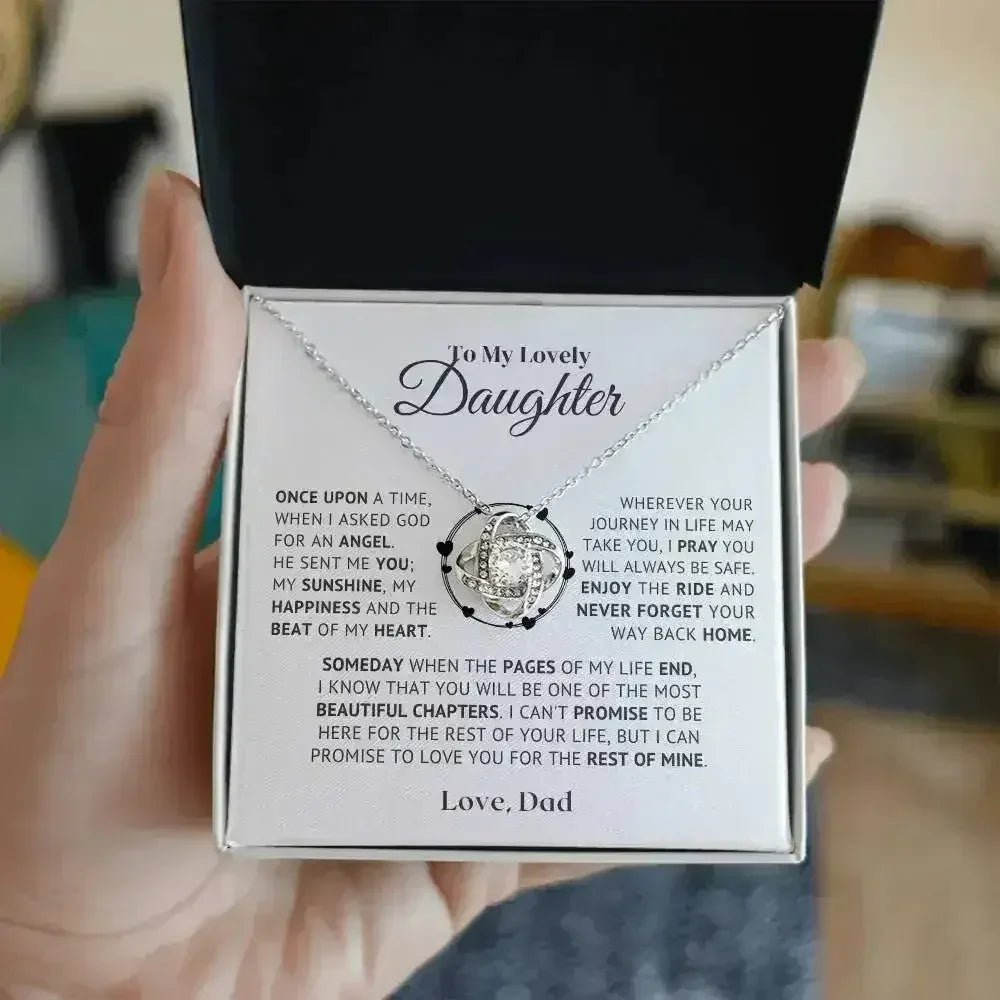 To My Lovely
Daughter
ONCE UPON A TIME,
WHEN I ASKED GOD
FOR AN ANGEL.
HE SENT ME YOU;
MY SUNSHINE, MY
HAPPINESS AND THE
BEAT OF MY HEART.
WHEREVER YOUR
JOURNEY IN LIFE MAY
TAKE YOU, I PRAY YOU
WILL ALWAYS BE SAFE.
ENJOY THE RIDE AND
NEVER FORGET YOUR
WAY BACK HOME.
SOMEDAY WHEN THE PAGES OF MY LIFE END,
I KNOW THAT YOU WILL BE ONE OF THE MOST
BEAUTIFUL CHAPTERS. I CAN'T PROMISE TO BE
HERE FOR THE REST OF YOUR LIFE, BUT I CAN
PROMISE TO LOVE YOU FOR THE REST OF MINE.
Love, Dad